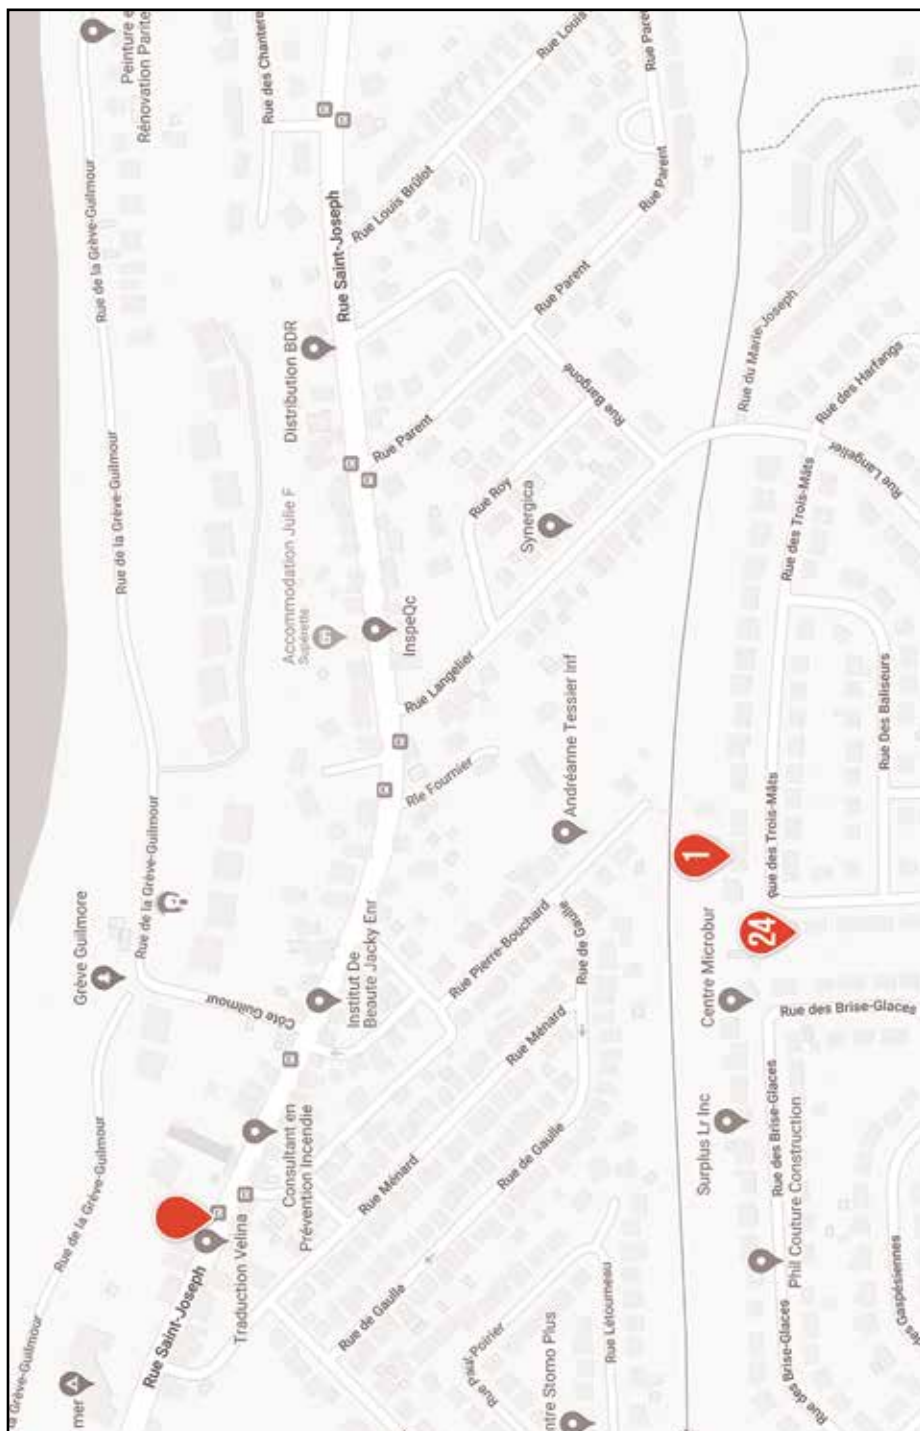 la Grève-Guilmour
Rue de la Grève-Guilmour
Grève Guilmore
Rue de la Grève-Guilmour
Rue de la Grève-Guilmour
Rue de la Grève-Guilmour
Peinture e
Rénovation Parite
mer
Rue Saint-Joseph
Traduction Velina
Consultant en
Prévention Incendie
Côte Guilmour
Institut De
Beaute Jacky Enr
Accommodation Julie F
Supérette
InspeQc
Distribution BDR
Rue Saint-Joseph
Rue des Chantere
Rue de Gaulle
Rue Ménard
Rue Pierre-Bouchard
Rle Fournier
Rue Langelier
Rue Parent
Rue Louis Brûlot
Rue Louis
Rue Paul-Poirier
Rue de Gaulle
Rue Ménard
Rue Roy
Synergica
Rue Parent
ntre Stomo Plus
Rue Létourneau
Rue de Gaulle
Andréanne Tessier inf
Rue Bargoné
Rue Parent
Rue Pare
1
Surplus Lr Inc
Centre Microbur
24
Rue du Marie-Joseph
Rue des Brise-Glaces
Rue des Brise-Glaces
Phil Couture Construction
Rue des Brise-Glaces
Rue des Trois-Mâts
Rue des Trois-Mâts
Rue des Harfangs
Rue des Gaspésiennes
Rue Des Baliseurs
Rue Langelier